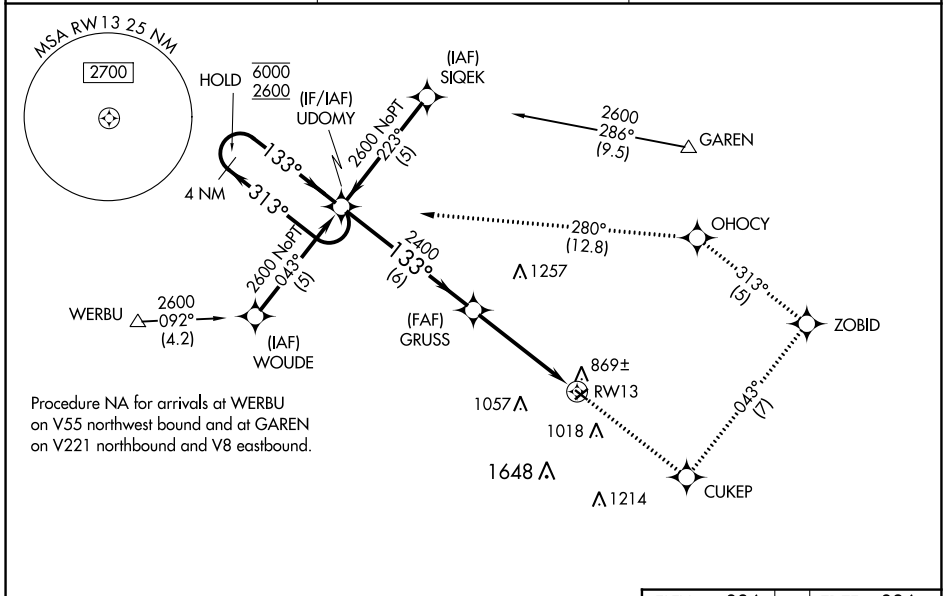 MSA RW13 25 NM
2700
HOLD
6000
2600
(IF/IAF)
UDOMY
(IAF)
SIQEK
2600 NoPT
223°
(5)
2600
286°
(9.5)
GAREN
133°
313°
4 NM
2600 NoPT
043°
(5)
2400
133°
(6)
280°
(12.8)
OHOCY
313°
(5)
ZOBID
1257
WERBU
2600
092°
(4.2)
(IAF)
WOUDE
(FAF)
GRUSS
869±
RW13
1057
1018
043°
(7)
1648
1214
CUKEP
Procedure NA for arrivals at WERBU
on V55 northwest bound and at GAREN
on V221 northbound and V8 eastbound.